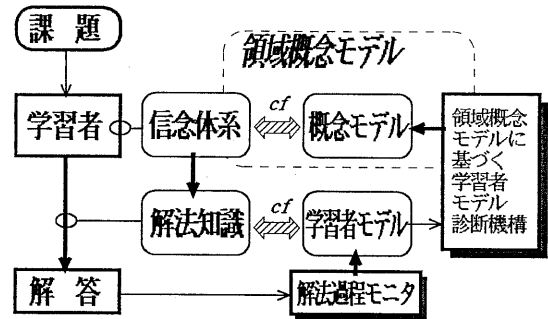 課 題
領域概念モデル
学習者
信念体系
cf
概念モデル
領域概念
モデルに
基づく
学習者
モデル
診断機構
解法知識
cf
学習者モデル
解 答
解法過程モニタ